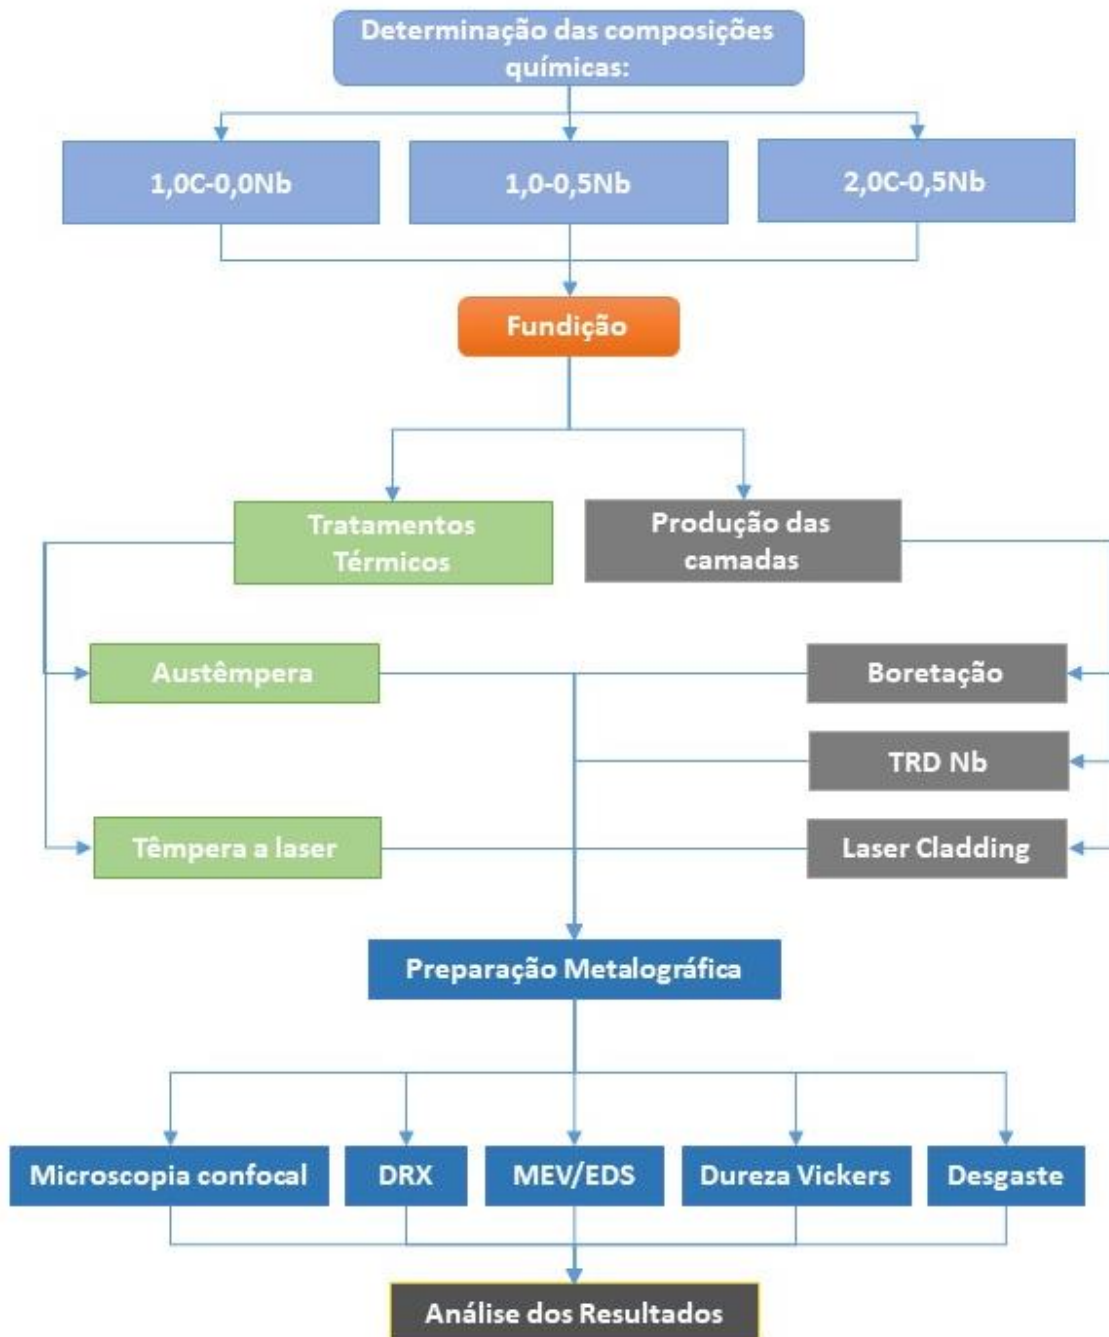 Determinação das composições
químicas:
1,0C-0,0Nb
1,0-0,5Nb
2,0C-0,5Nb
Fundição
Tratamentos
Térmicos
Produção das
camadas
Austêmpera
Boretação
TRD Nb
Têmpera a laser
Laser Cladding
Preparação Metalográfica
Microscopia confocal
DRX
MEV/EDS
Dureza Vickers
Desgaste
Análise dos Resultados